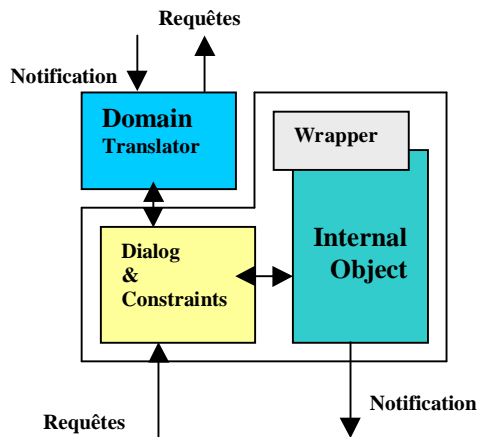 Requêtes
Notification
Domain
Translator
Wrapper
Dialog
&
Constraints
Internal
Object
Notification
Requêtes